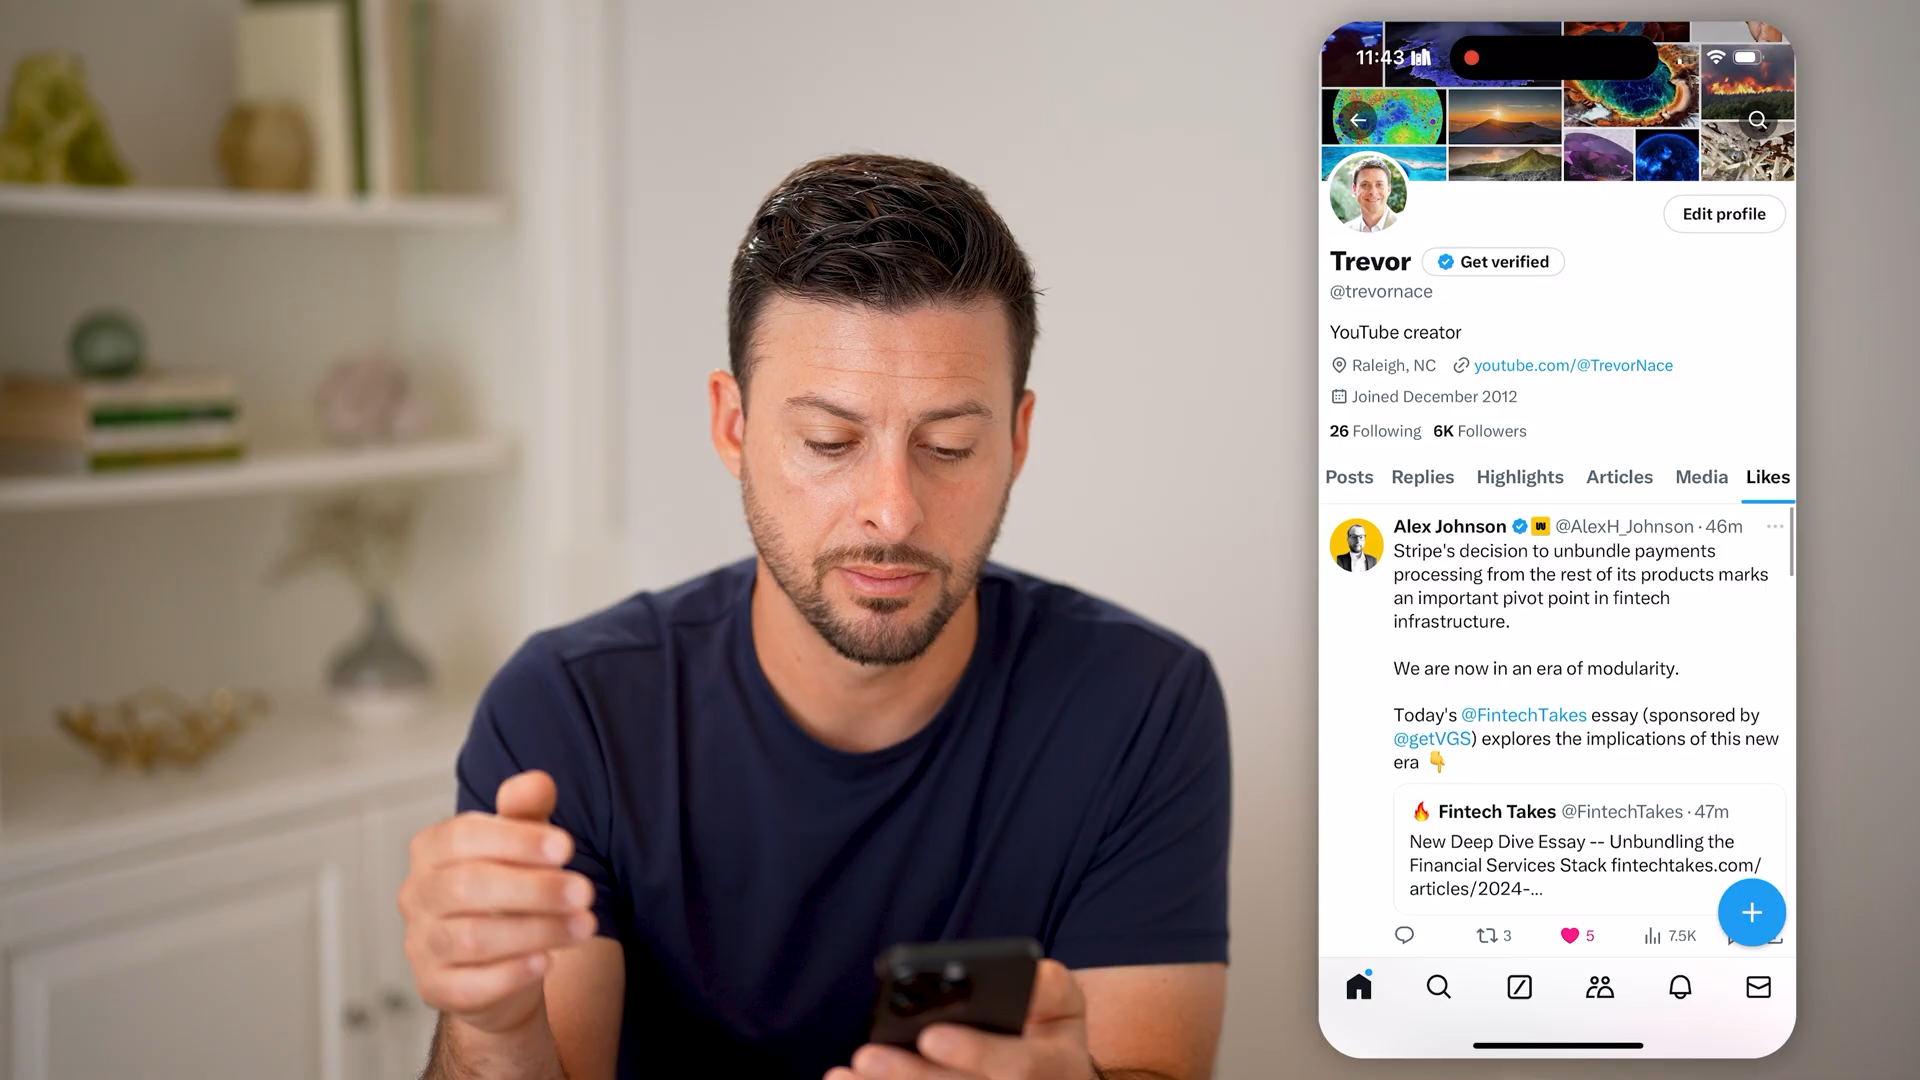 11:43
Edit profile
Trevor Get verified
@trevornace
YouTube creator
Raleigh, NC youtube.com/@TrevorNace
Joined December 2012
26 Following 6K Followers
Posts Replies Highlights Articles Media Likes
Alex Johnson @AlexH_Johnson · 46m
Stripe's decision to unbundle payments
processing from the rest of its products marks
an important pivot point in fintech
infrastructure.
We are now in an era of modularity.
Today's @FintechTakes essay (sponsored by
@getVGS) explores the implications of this new
era 👇
🔥 Fintech Takes @FintechTakes · 47m
New Deep Dive Essay -- Unbundling the
Financial Services Stack fintechtakes.com/
articles/2024-...
3 5 7.5K